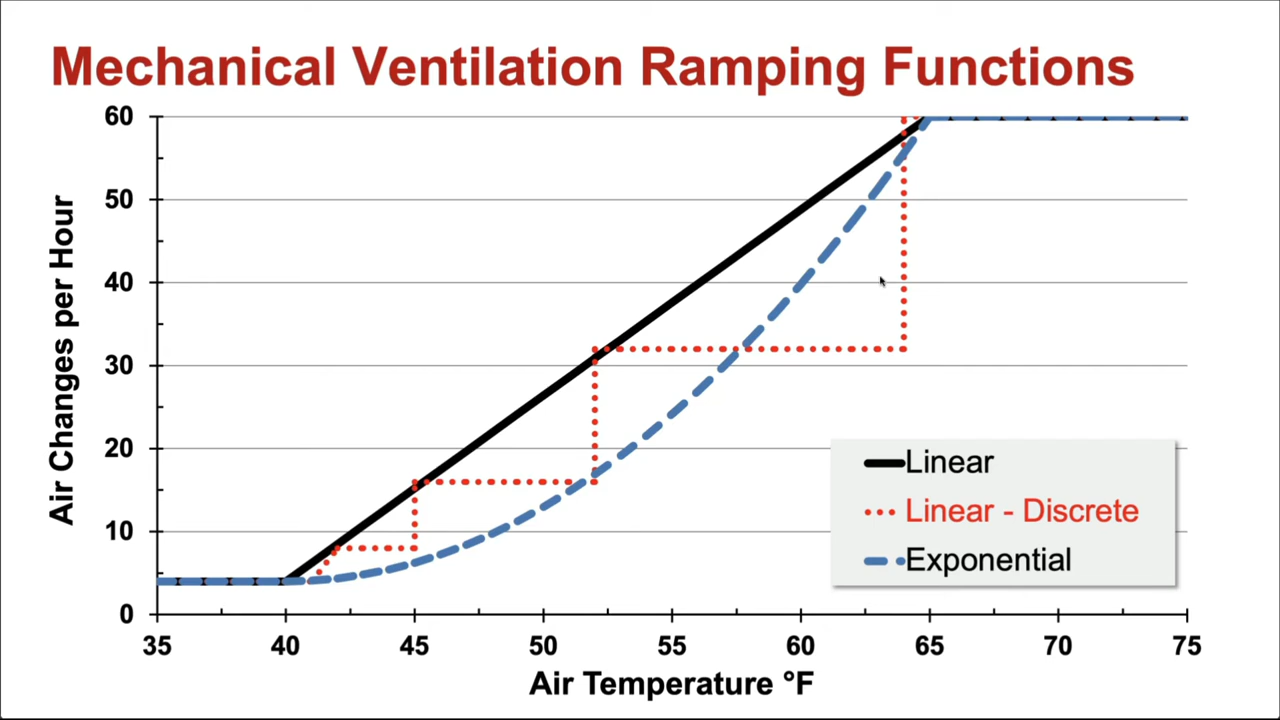 Mechanical Ventilation Ramping Functions
60
50
40
30
20
10
0
Air Changes per Hour
Linear
Linear - Discrete
Exponential
35 40 45 50 55 60 65 70 75
Air Temperature °F